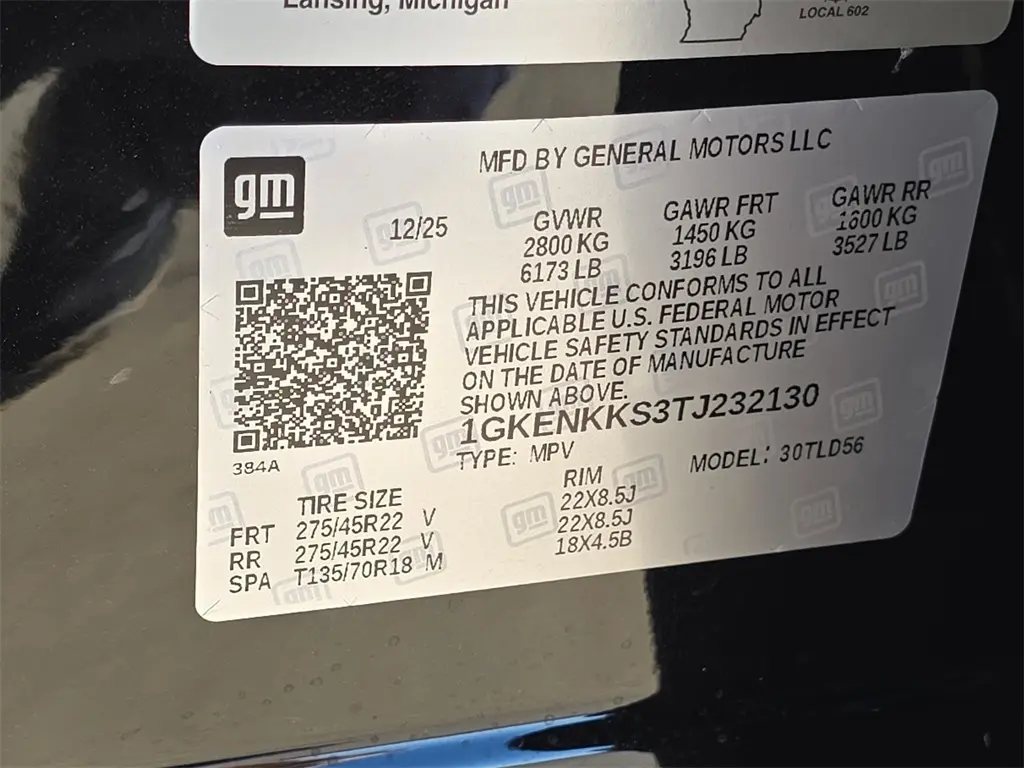 Lansing, Michigan
LOCAL 602
gm
MFD BY GENERAL MOTORS LLC
12/25
GVWR GAWR FRT GAWR RR
2800 KG 1450 KG 1600 KG
6173 LB 3196 LB 3527 LB
THIS VEHICLE CONFORMS TO ALL
APPLICABLE U.S. FEDERAL MOTOR
VEHICLE SAFETY STANDARDS IN EFFECT
ON THE DATE OF MANUFACTURE
SHOWN ABOVE.
1GKENKKS3TJ232130
384A
TYPE: MPV MODEL: 30TLD56
TIRE SIZE RIM
FRT 275/45R22 V 22X8.5J
RR 275/45R22 V 22X8.5J
SPA T135/70R18 M 18X4.5B